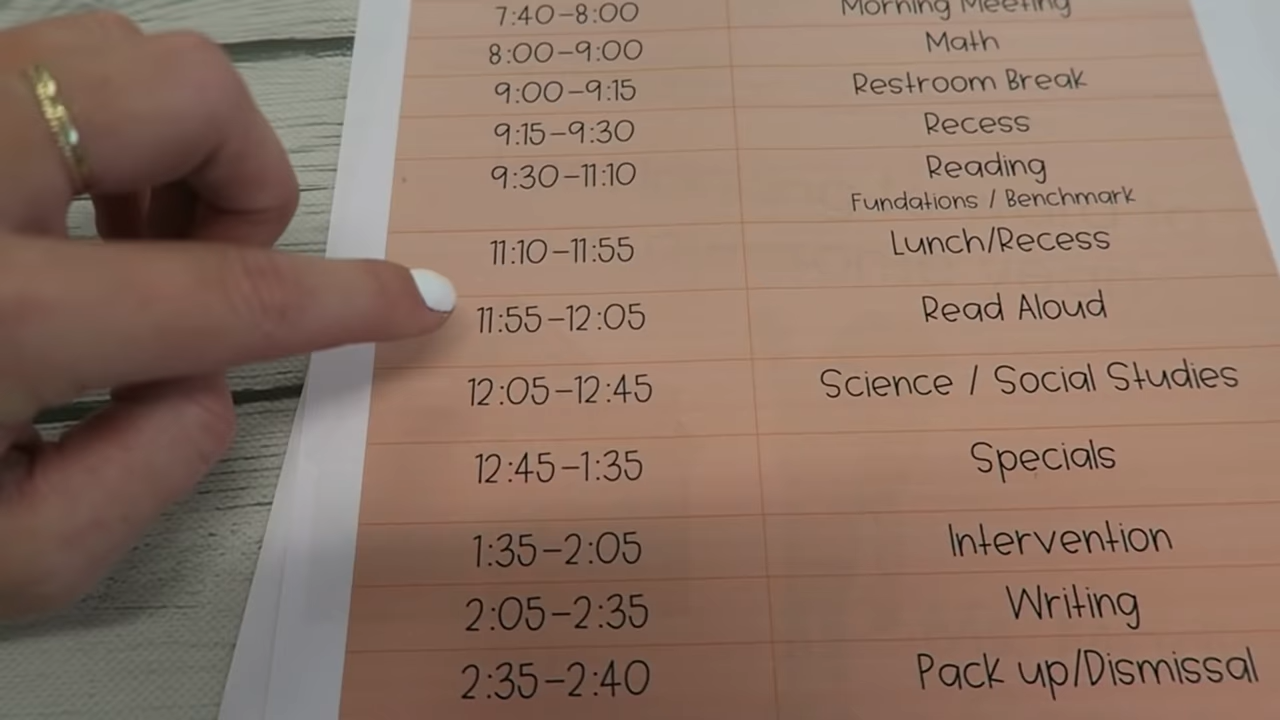 7:40-8:00 Morning Meeting
8:00-9:00 Math
9:00-9:15 Restroom Break
9:15-9:30 Recess
9:30-11:10 Reading
Fundations / Benchmark
11:10-11:55 Lunch/Recess
11:55-12:05 Read Aloud
12:05-12:45 Science / Social Studies
12:45-1:35 Specials
1:35-2:05 Intervention
2:05-2:35 Writing
2:35-2:40 Pack up/Dismissal